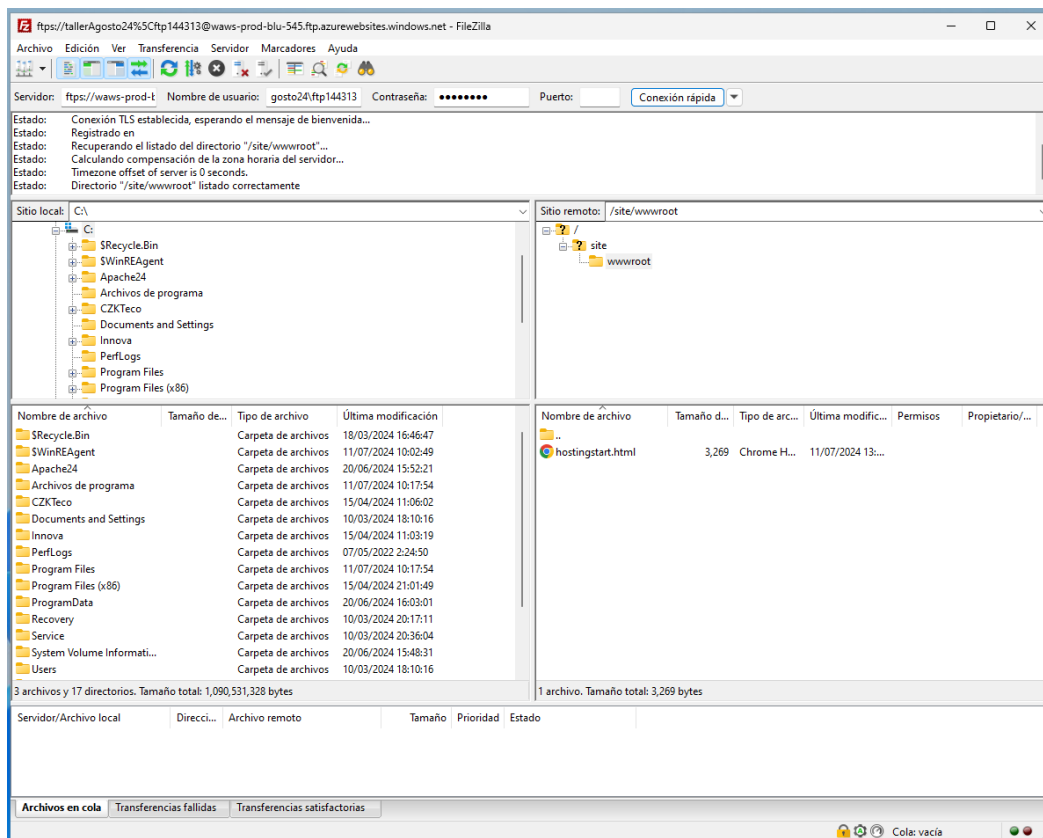 ftps://tallerAgosto24%5Cftp144313@waws-prod-blu-545.ftp.azurewebsites.windows.net - FileZilla
Archivo Edición Ver Transferencia Servidor Marcadores Ayuda
Servidor: ftps://waws-prod-b Nombre de usuario: gosto24\ftp144313 Contraseña: ●●●●●●●● Puerto: Conexión rápida
Estado: Conexión TLS establecida, esperando el mensaje de bienvenida...
Estado: Registrado en
Estado: Recuperando el listado del directorio "/site/wwwroot"...
Estado: Calculando compensación de la zona horaria del servidor...
Estado: Timezone offset of server is 0 seconds.
Estado: Directorio "/site/wwwroot" listado correctamente
Sitio local: C:\
C:
$Recycle.Bin
$WinREAgent
Apache24
Archivos de programa
CZKTeco
Documents and Settings
Innova
PerfLogs
Program Files
Program Files (x86)
Sitio remoto: /site/wwwroot
/
site
wwwroot
Nombre de archivo Tamaño de... Tipo de archivo Última modificación
$Recycle.Bin Carpeta de archivos 18/03/2024 16:46:47
$WinREAgent Carpeta de archivos 11/07/2024 10:02:49
Apache24 Carpeta de archivos 20/06/2024 15:52:21
Archivos de programa Carpeta de archivos 11/07/2024 10:17:54
CZKTeco Carpeta de archivos 15/04/2024 11:06:02
Documents and Settings Carpeta de archivos 10/03/2024 18:10:16
Innova Carpeta de archivos 15/04/2024 11:03:19
PerfLogs Carpeta de archivos 07/05/2022 2:24:50
Program Files Carpeta de archivos 11/07/2024 10:17:54
Program Files (x86) Carpeta de archivos 15/04/2024 21:01:49
ProgramData Carpeta de archivos 20/06/2024 16:03:01
Recovery Carpeta de archivos 10/03/2024 20:17:11
Service Carpeta de archivos 10/03/2024 20:36:04
System Volume Informati... Carpeta de archivos 20/06/2024 15:48:31
Users Carpeta de archivos 10/03/2024 18:10:16
3 archivos y 17 directorios. Tamaño total: 1,090,531,328 bytes
Nombre de archivo Tamaño d... Tipo de arc... Última modific... Permisos Propietario/...
..
hostingstart.html 3,269 Chrome H... 11/07/2024 13:...
1 archivo. Tamaño total: 3,269 bytes
Servidor/Archivo local Direcci... Archivo remoto Tamaño Prioridad Estado
Archivos en cola Transferencias fallidas Transferencias satisfactorias
Cola: vacía